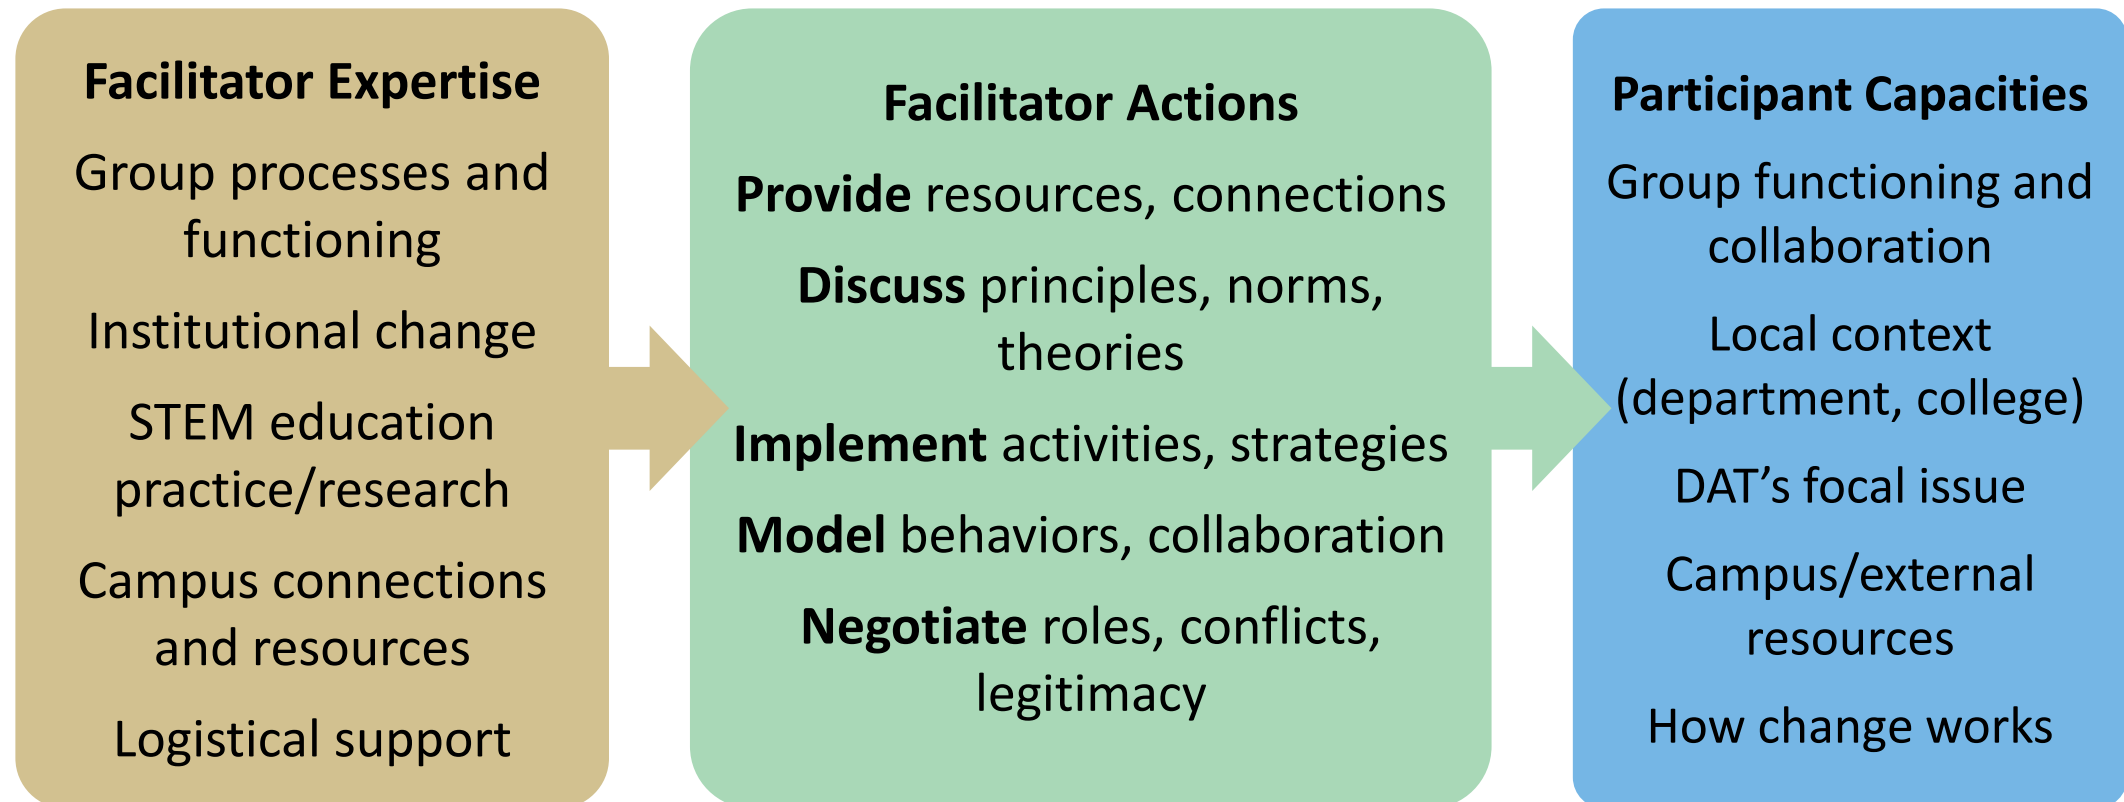 Facilitator Expertise
Group processes and
functioning
Institutional change
STEM education
practice/research
Campus connections
and resources
Logistical support
Facilitator Actions
Provide resources, connections
Discuss principles, norms,
theories
Implement activities, strategies
Model behaviors, collaboration
Negotiate roles, conflicts,
legitimacy
Participant Capacities
Group functioning and
collaboration
Local context
(department, college)
DAT’s focal issue
Campus/external
resources
How change works